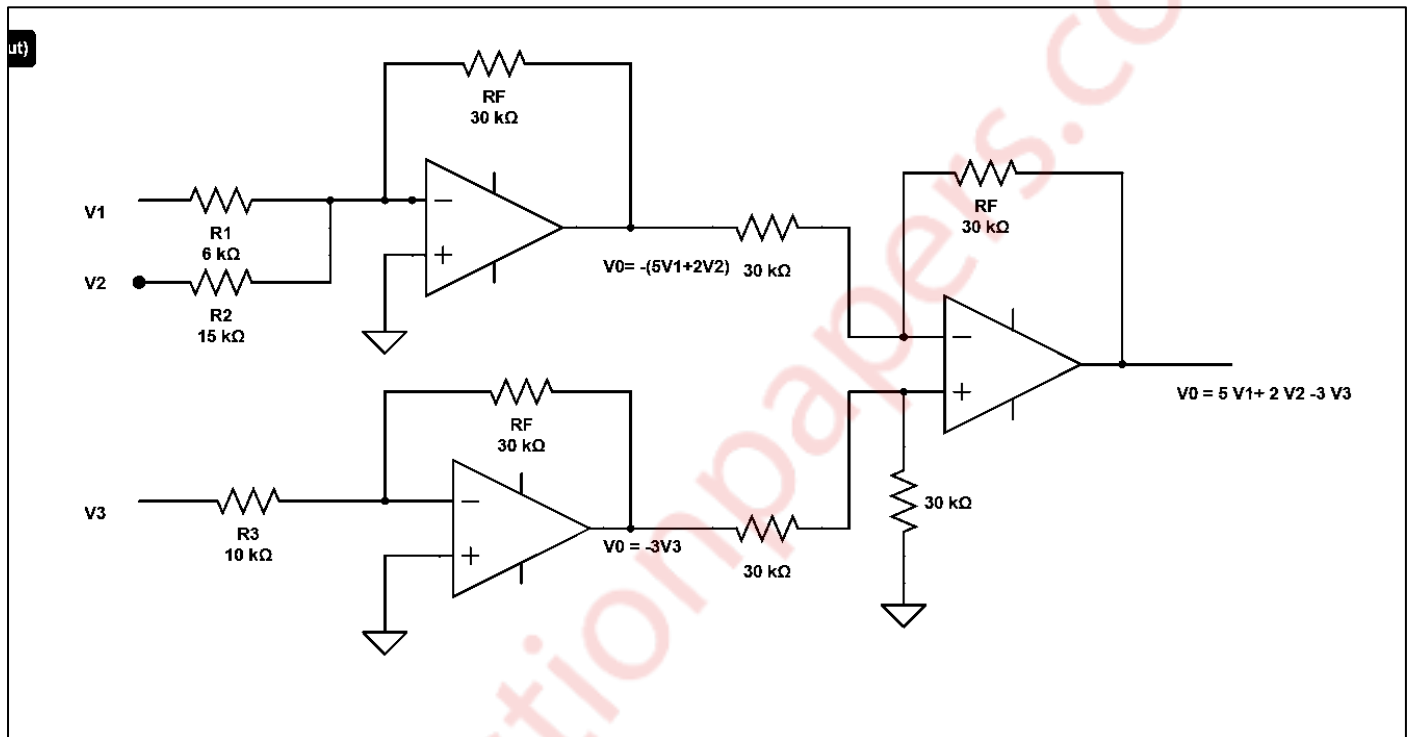 ut)
RF
30 kΩ
V1
R1
6 kΩ
V2
R2
15 kΩ
−
+
V0= -(5V1+2V2)
30 kΩ
RF
30 kΩ
−
+
V0 = 5 V1+ 2 V2 -3 V3
RF
30 kΩ
V3
R3
10 kΩ
−
+
V0 = -3V3
30 kΩ
30 kΩ
stionpapers.co